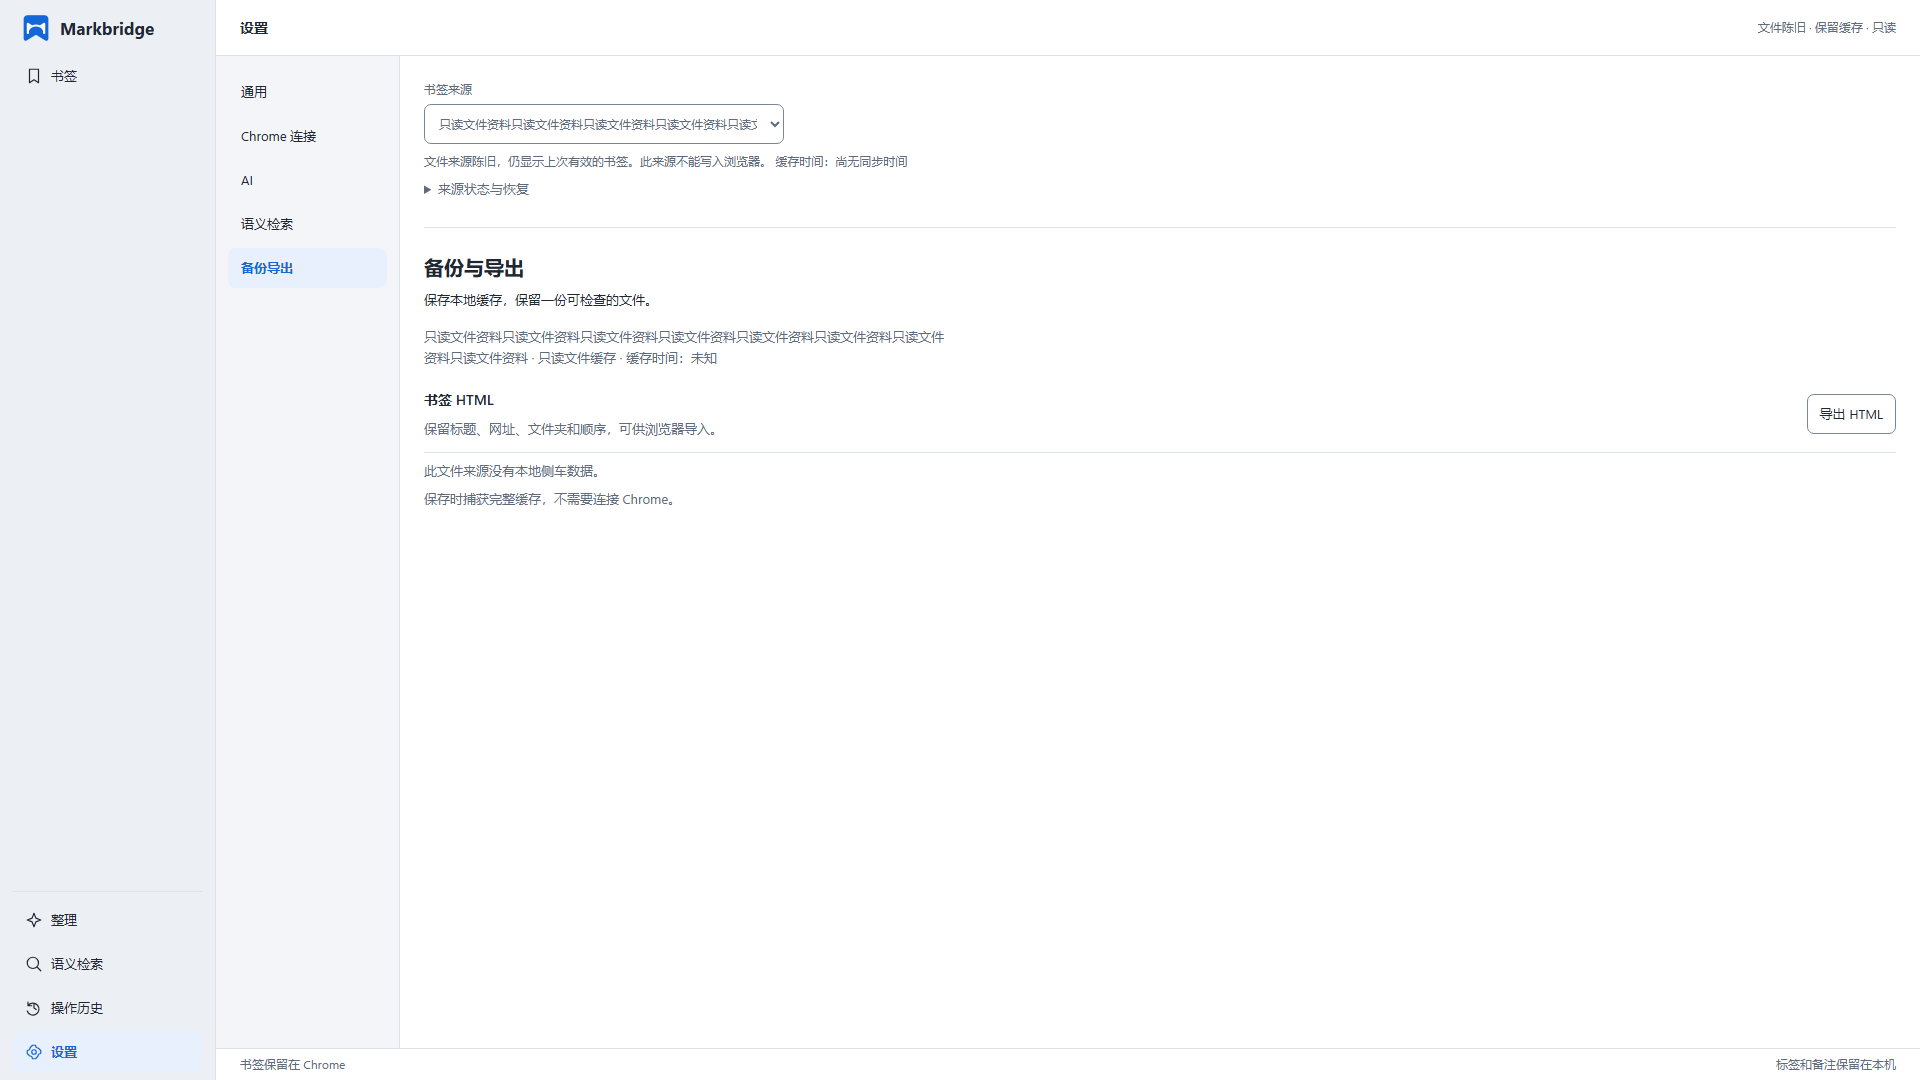 Markbridge
书签
整理
语义检索
操作历史
设置
设置
文件陈旧 · 保留缓存 · 只读
通用
Chrome 连接
AI
语义检索
备份导出
书签来源
只读文件资料只读文件资料只读文件资料只读文件资料只读文
文件来源陈旧，仍显示上次有效的书签。此来源不能写入浏览器。 缓存时间：尚无同步时间
来源状态与恢复
备份与导出
保存本地缓存，保留一份可检查的文件。
只读文件资料只读文件资料只读文件资料只读文件资料只读文件资料只读文件资料只读文件
资料只读文件资料 · 只读文件缓存 · 缓存时间：未知
书签 HTML
保留标题、网址、文件夹和顺序，可供浏览器导入。
导出 HTML
此文件来源没有本地侧车数据。
保存时捕获完整缓存，不需要连接 Chrome。
书签保留在 Chrome
标签和备注保留在本机